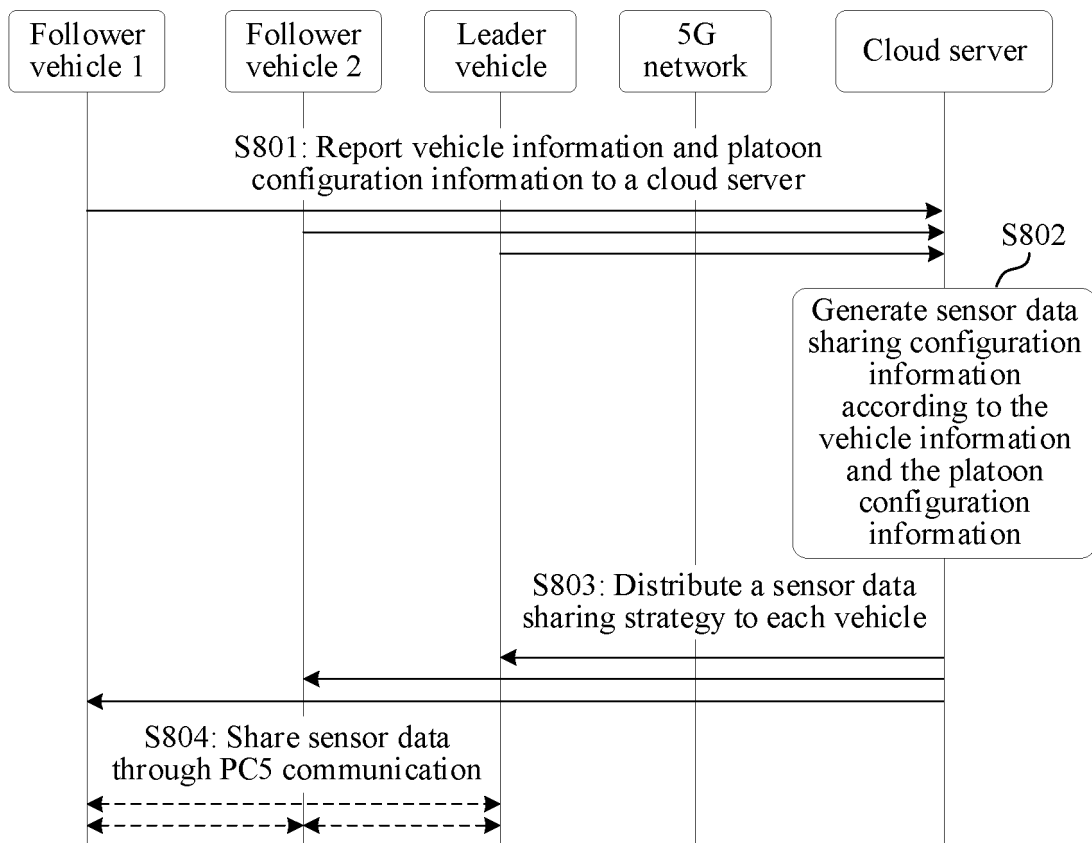 Follower
vehicle 1
Follower
vehicle 2
Leader
vehicle
5G
network
Cloud server
S801: Report vehicle information and platoon
configuration information to a cloud server
S802
Generate sensor data
sharing configuration
information
according to the
vehicle information
and the platoon
configuration
information
S803: Distribute a sensor data
sharing strategy to each vehicle
S804: Share sensor data
through PC5 communication